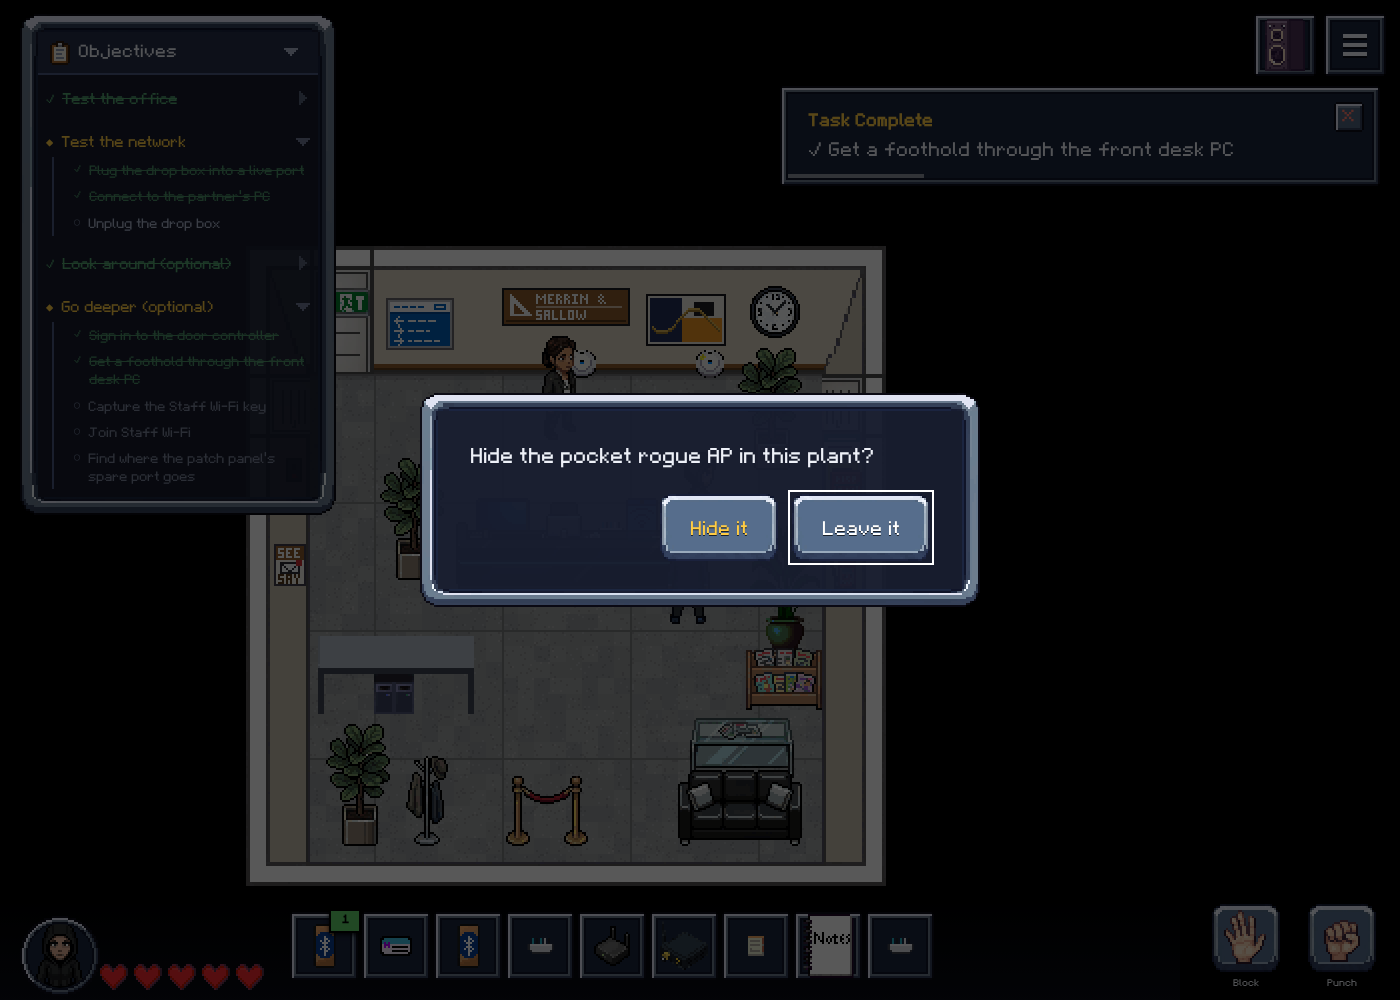 Objectives
Test the office
Test the network
Plug the drop box into a live port
Connect to the partner's PC
Unplug the drop box
Look around (optional)
Go deeper (optional)
Sign in to the door controller
Get a foothold through the front
desk PC
Capture the Staff Wi-Fi key
Join Staff Wi-Fi
Find where the patch panel's
spare port goes
Task Complete
✓ Get a foothold through the front desk PC
MERRIN &
SALLOW
Hide the pocket rogue AP in this plant?
Hide it
Leave it
SEE
SAY
1
Notes
Block
Punch